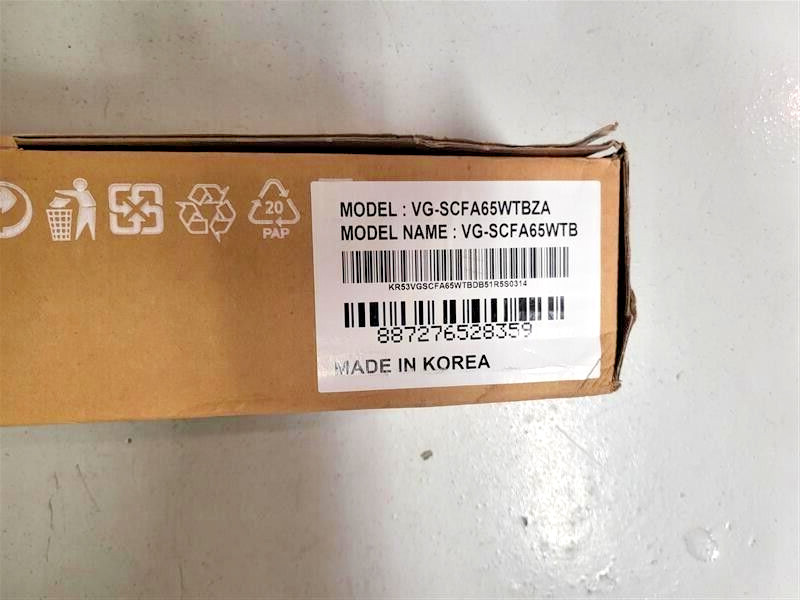 MODEL : VG-SCFA65WTBZA
MODEL NAME : VG-SCFA65WTB
KR53VGSCFA65WTBDB51R5S0314
887276528359
MADE IN KOREA
20
PAP